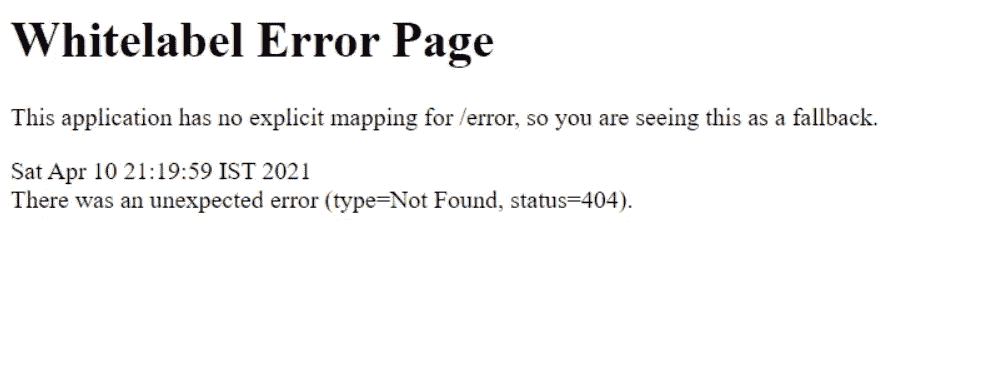 Whitelabel Error Page
This application has no explicit mapping for /error, so you are seeing this as a fallback.
Sat Apr 10 21:19:59 IST 2021
There was an unexpected error (type=Not Found, status=404).